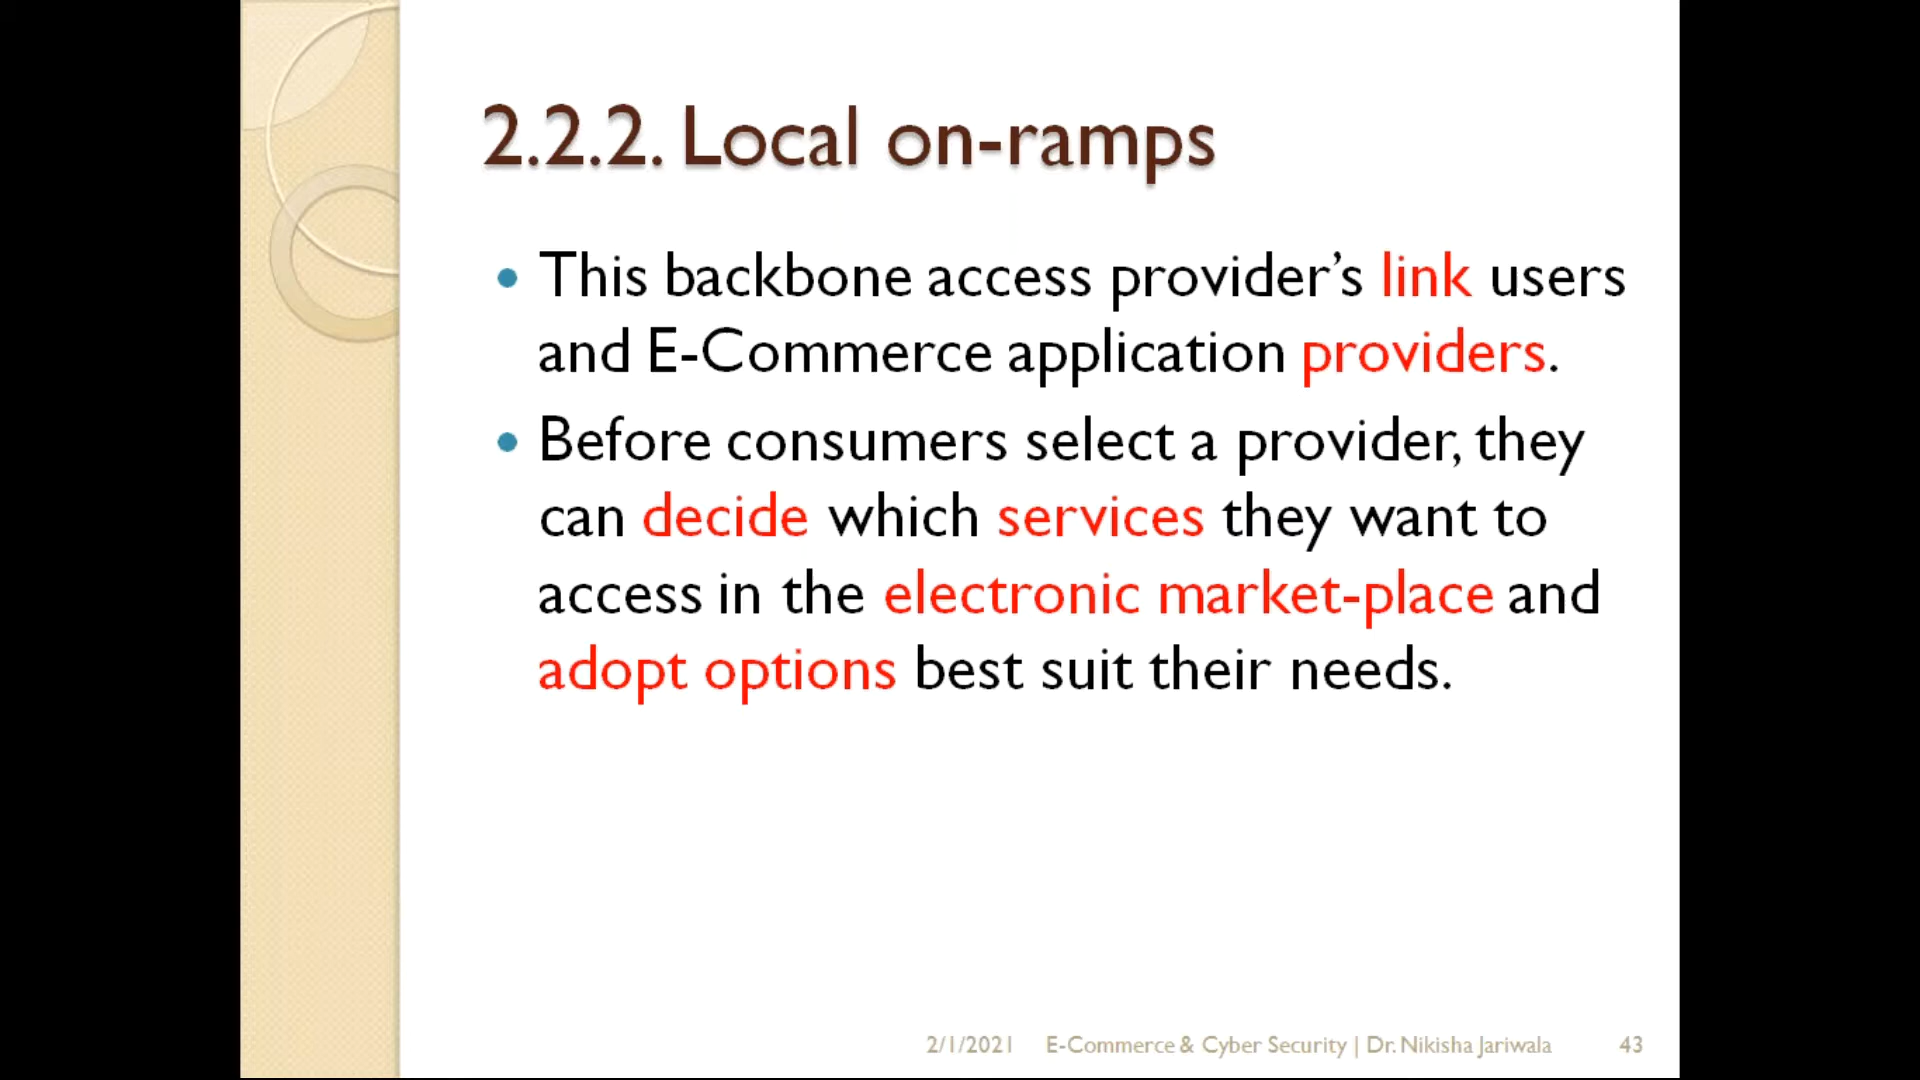 2.2.2. Local on-ramps
• This backbone access provider’s link users
and E-Commerce application providers.
• Before consumers select a provider, they
can decide which services they want to
access in the electronic market-place and
adopt options best suit their needs.
2/1/2021 E-Commerce & Cyber Security | Dr. Nikisha Jariwala 43